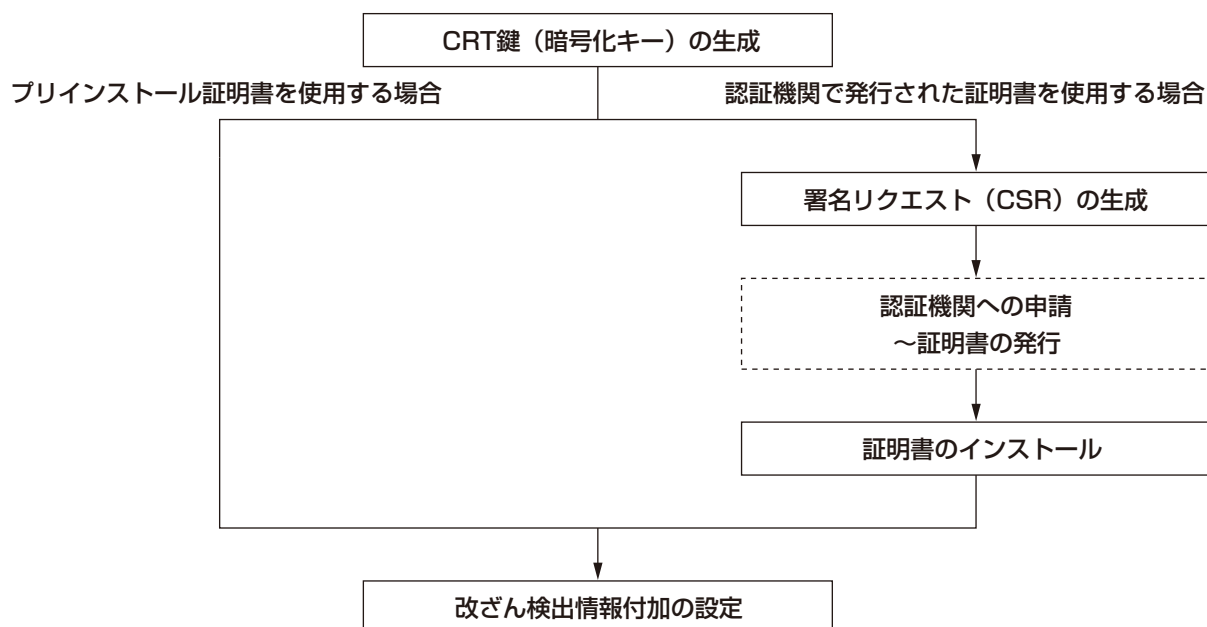 CRT鍵（暗号化キー）の生成
プリインストール証明書を使用する場合
認証機関で発行された証明書を使用する場合
署名リクエスト（CSR）の生成
認証機関への申請
～証明書の発行
証明書のインストール
改ざん検出情報付加の設定